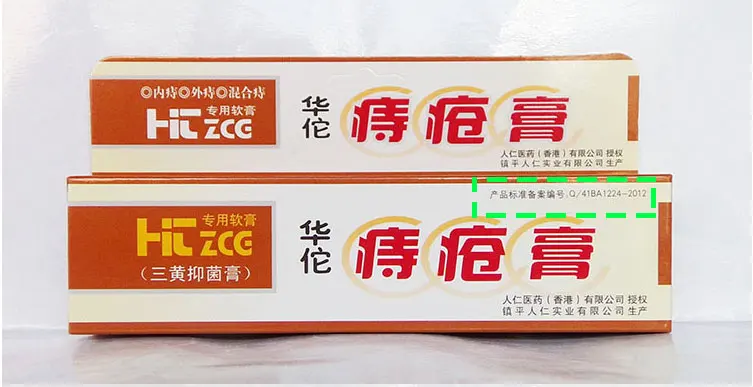 ◎内痔◎外痔◎混合痔
HIT 专用软膏
ZCG
华佗 痔疮膏
人仁医药（香港）有限公司 授权
镇平人仁实业有限公司 生产
产品标准备案编号:Q/41BA1224-2012
HIT 专用软膏
ZCG
（三黄抑菌膏）
华佗 痔疮膏
人仁医药（香港）有限公司 授权
镇平人仁实业有限公司 生产